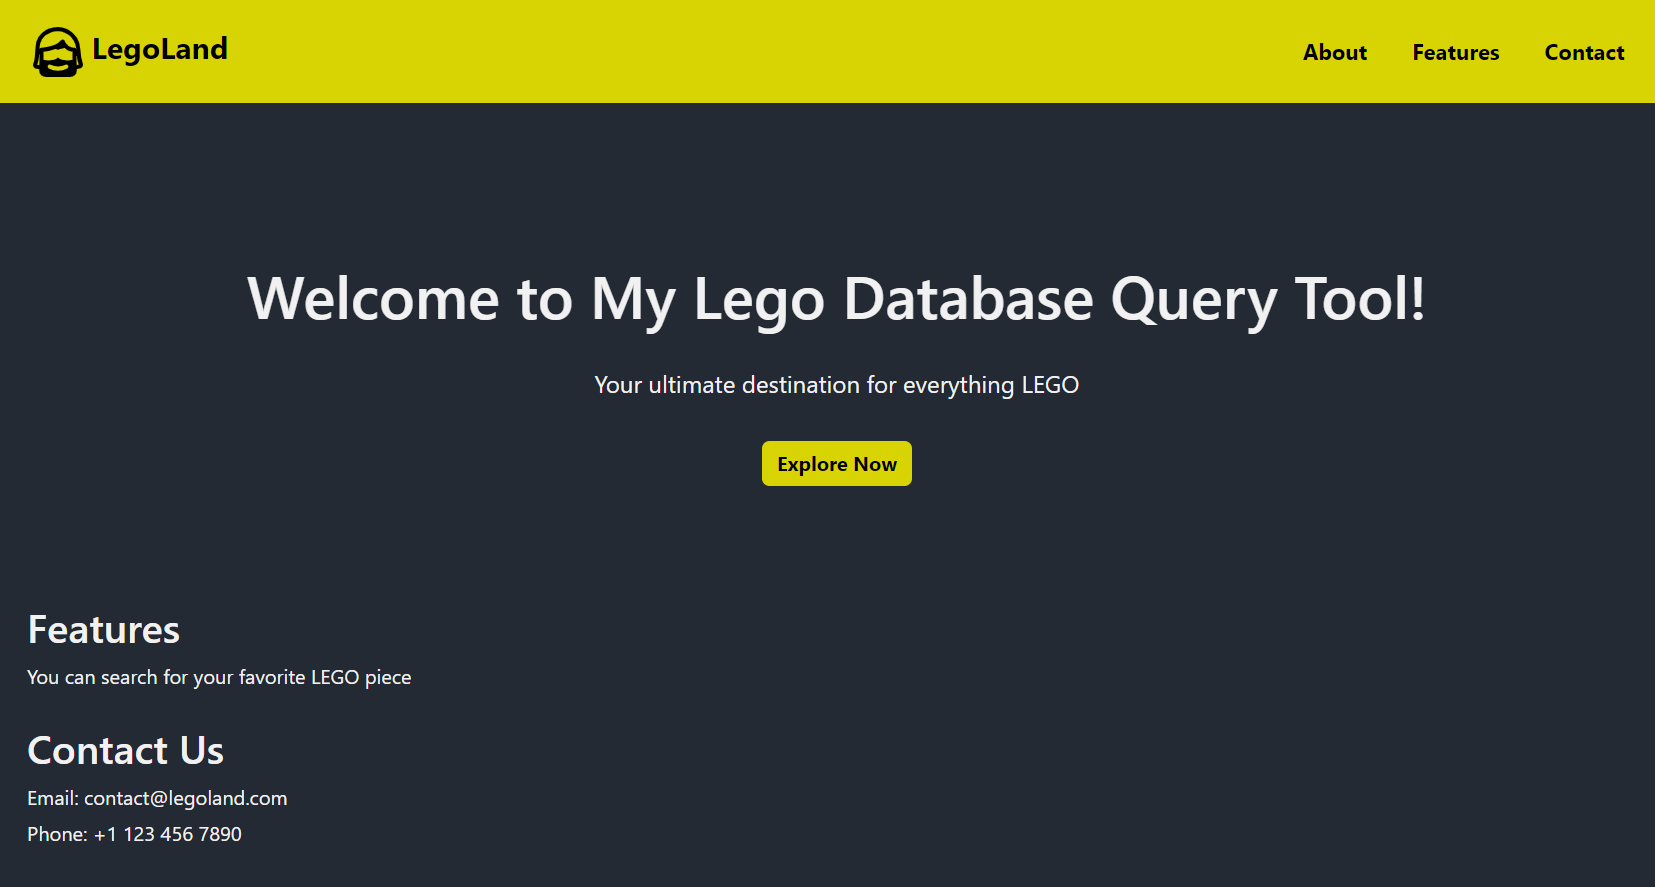 LegoLand
About Features Contact
Welcome to My Lego Database Query Tool!
Your ultimate destination for everything LEGO
Explore Now
Features
You can search for your favorite LEGO piece
Contact Us
Email: contact@legoland.com
Phone: +1 123 456 7890